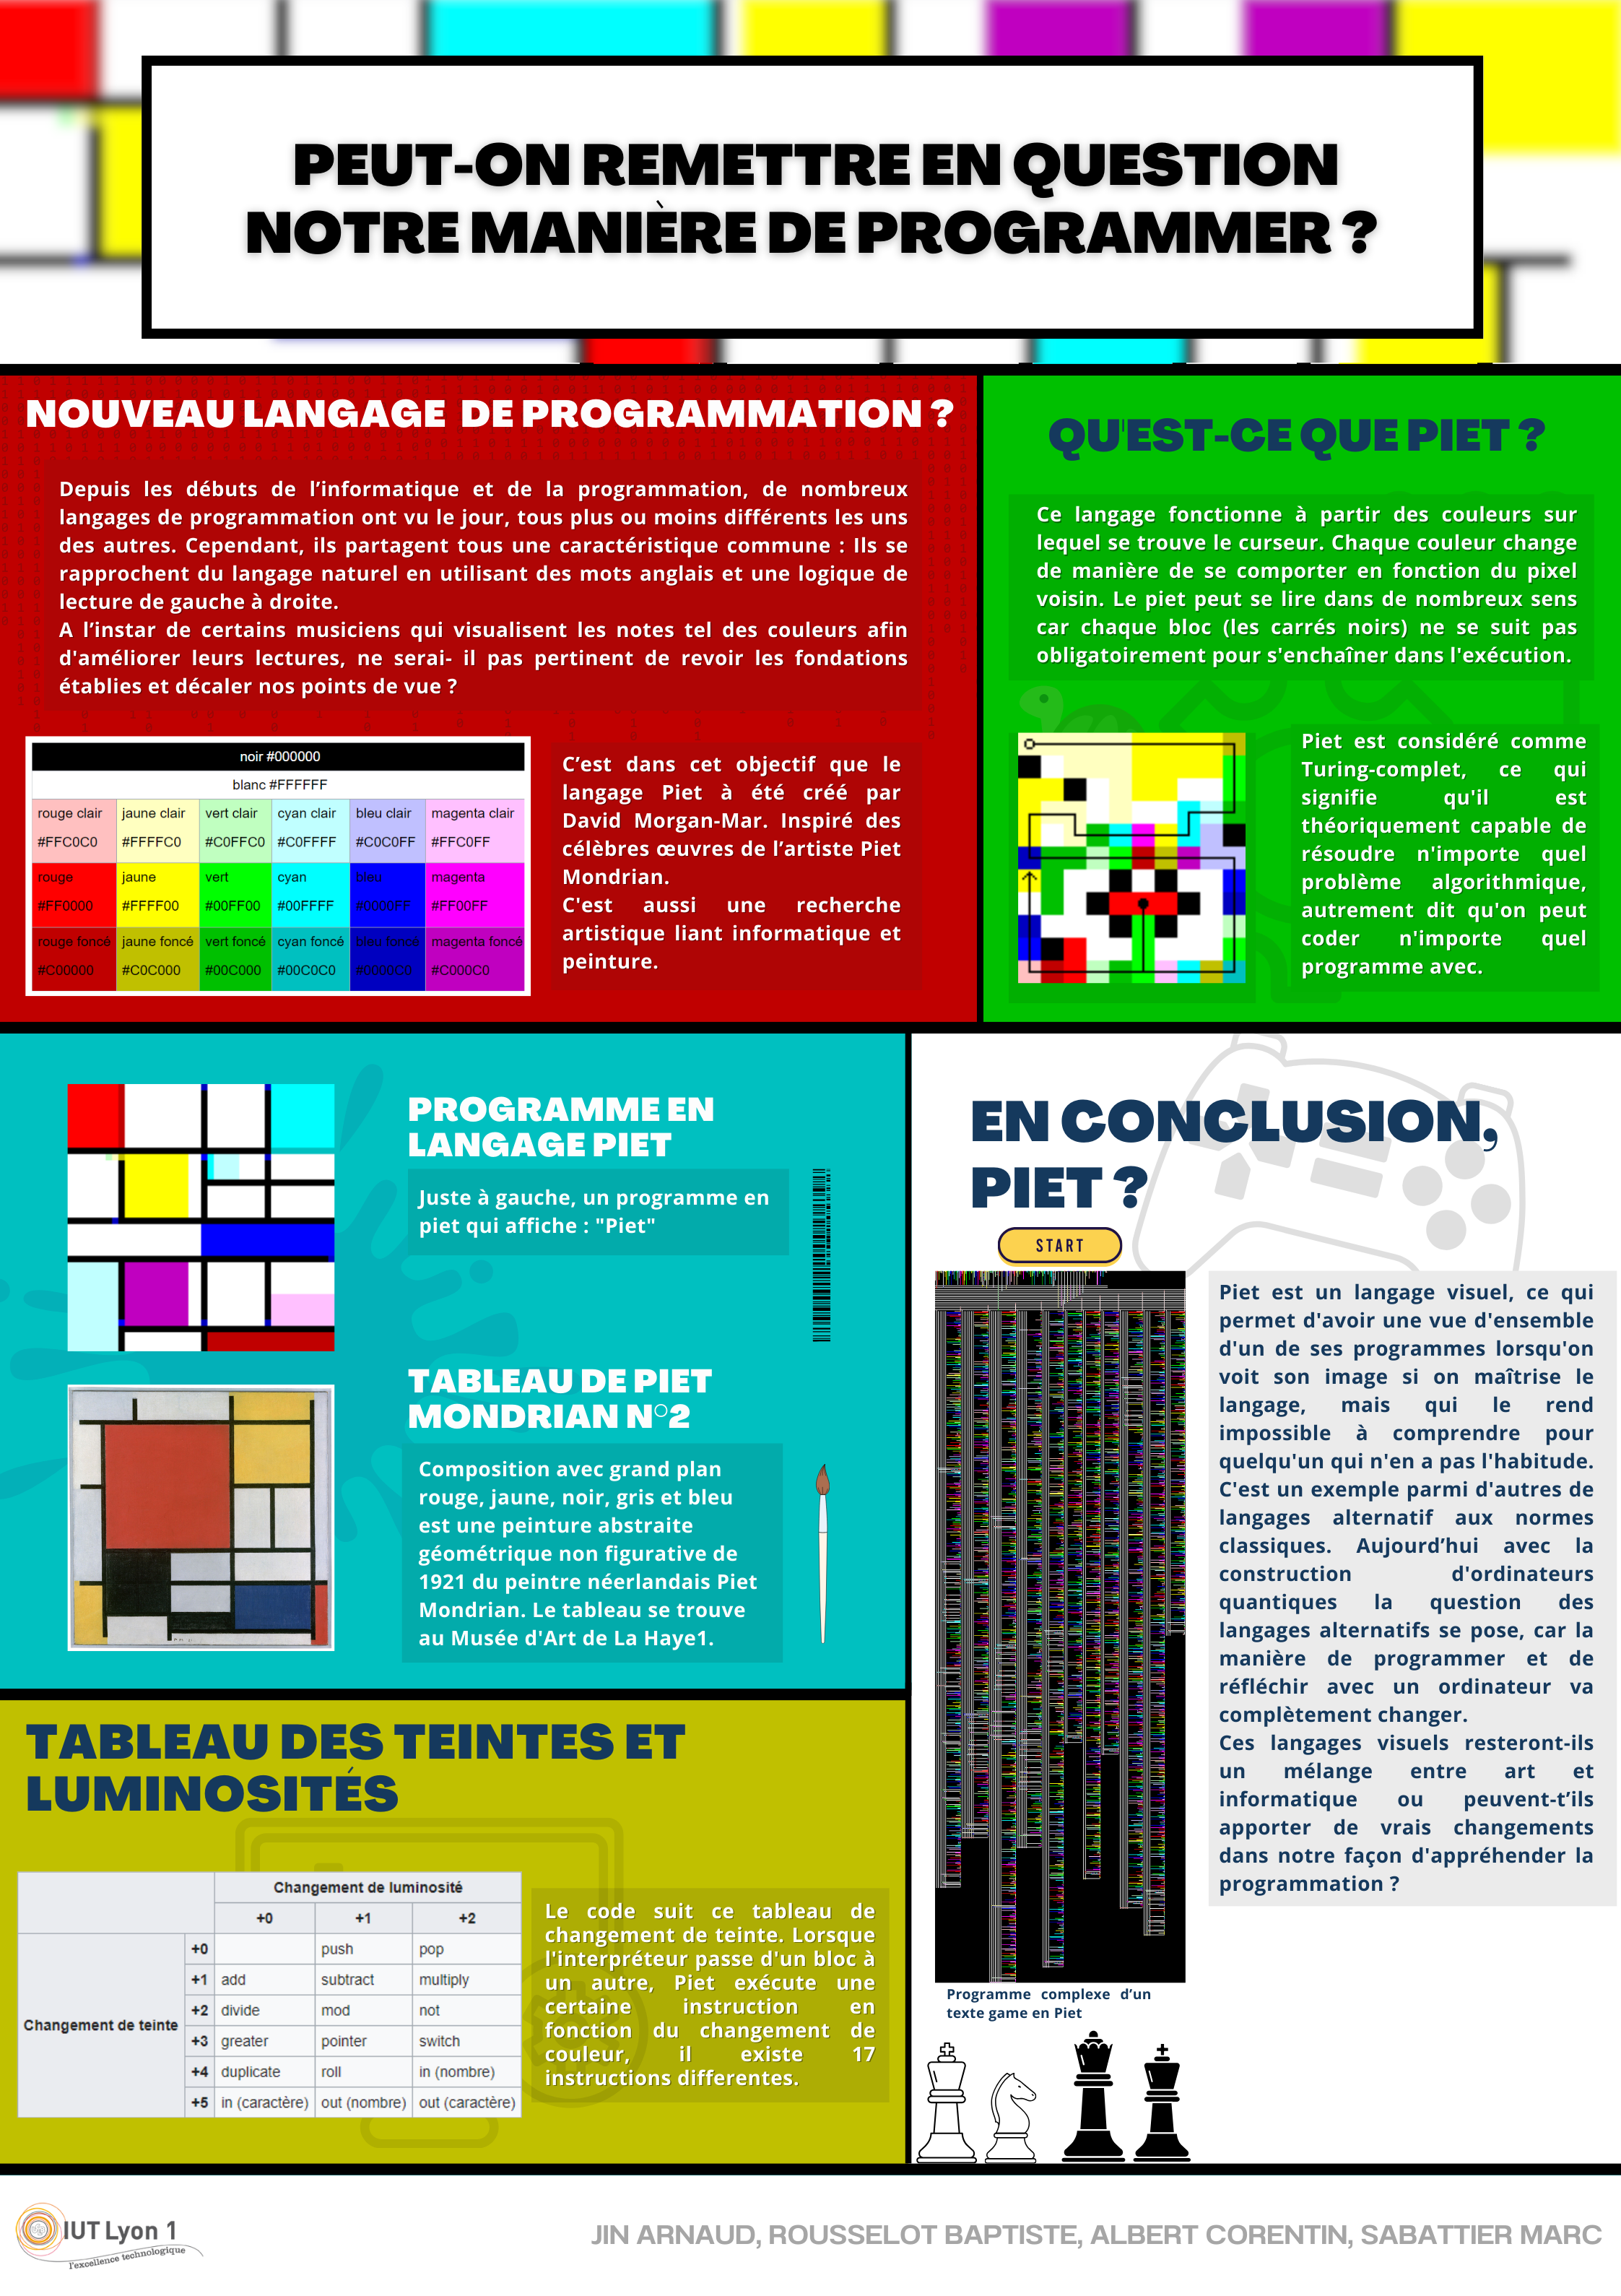 PEUT-ON REMETTRE EN QUESTION
NOTRE MANIÈRE DE PROGRAMMER ?
NOUVEAU LANGAGE DE PROGRAMMATION ?
Depuis les débuts de l’informatique et de la programmation, de nombreux
langages de programmation ont vu le jour, tous plus ou moins différents les uns
des autres. Cependant, ils partagent tous une caractéristique commune : Ils se
rapprochent du langage naturel en utilisant des mots anglais et une logique de
lecture de gauche à droite.
A l’instar de certains musiciens qui visualisent les notes tel des couleurs afin
d'améliorer leurs lectures, ne serai- il pas pertinent de revoir les fondations
établies et décaler nos points de vue ?
noir #000000
blanc #FFFFFF
rouge clair jaune clair vert clair cyan clair bleu clair magenta clair
#FFC0C0 #FFFFC0 #C0FFC0 #C0FFFF #C0C0FF #FFC0FF
rouge jaune vert cyan bleu magenta
#FF0000 #FFFF00 #00FF00 #00FFFF #0000FF #FF00FF
rouge foncé jaune foncé vert foncé cyan foncé bleu foncé magenta foncé
#C00000 #C0C000 #00C000 #00C0C0 #0000C0 #C000C0
C’est dans cet objectif que le
langage Piet à été créé par
David Morgan-Mar. Inspiré des
célèbres œuvres de l’artiste Piet
Mondrian.
C'est aussi une recherche
artistique liant informatique et
peinture.
QU'EST-CE QUE PIET ?
Ce langage fonctionne à partir des couleurs sur
lequel se trouve le curseur. Chaque couleur change
de manière de se comporter en fonction du pixel
voisin. Le piet peut se lire dans de nombreux sens
car chaque bloc (les carrés noirs) ne se suit pas
obligatoirement pour s'enchaîner dans l'exécution.
Piet est considéré comme
Turing-complet, ce qui
signifie qu'il est
théoriquement capable de
résoudre n'importe quel
problème algorithmique,
autrement dit qu'on peut
coder n'importe quel
programme avec.
PROGRAMME EN
LANGAGE PIET
Juste à gauche, un programme en
piet qui affiche : "Piet"
TABLEAU DE PIET
MONDRIAN N°2
Composition avec grand plan
rouge, jaune, noir, gris et bleu
est une peinture abstraite
géométrique non figurative de
1921 du peintre néerlandais Piet
Mondrian. Le tableau se trouve
au Musée d'Art de La Haye1.
TABLEAU DES TEINTES ET
LUMINOSITÉS
Changement de luminosité
+0 +1 +2
Changement de teinte
+0 push pop
+1 add subtract multiply
+2 divide mod not
+3 greater pointer switch
+4 duplicate roll in (nombre)
+5 in (caractère) out (nombre) out (caractère)
Le code suit ce tableau de
changement de teinte. Lorsque
l'interpréteur passe d'un bloc à
un autre, Piet exécute une
certaine instruction en
fonction du changement de
couleur, il existe 17
instructions differentes.
EN CONCLUSION,
PIET ?
START
Piet est un langage visuel, ce qui
permet d'avoir une vue d'ensemble
d'un de ses programmes lorsqu'on
voit son image si on maîtrise le
langage, mais qui le rend
impossible à comprendre pour
quelqu'un qui n'en a pas l'habitude.
C'est un exemple parmi d'autres de
langages alternatif aux normes
classiques. Aujourd’hui avec la
construction d'ordinateurs
quantiques la question des
langages alternatifs se pose, car la
manière de programmer et de
réfléchir avec un ordinateur va
complètement changer.
Ces langages visuels resteront-ils
un mélange entre art et
informatique ou peuvent-t’ils
apporter de vrais changements
dans notre façon d'appréhender la
programmation ?
Programme complexe d’un
texte game en Piet
IUT Lyon 1
l'excellence technologique
JIN ARNAUD, ROUSSELOT BAPTISTE, ALBERT CORENTIN, SABATTIER MARC